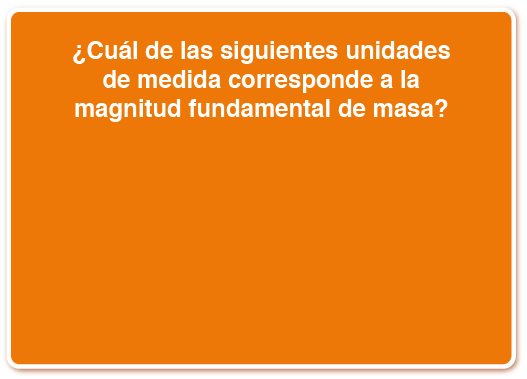 ¿Cuál de las siguientes unidades
de medida corresponde a la
magnitud fundamental de masa?